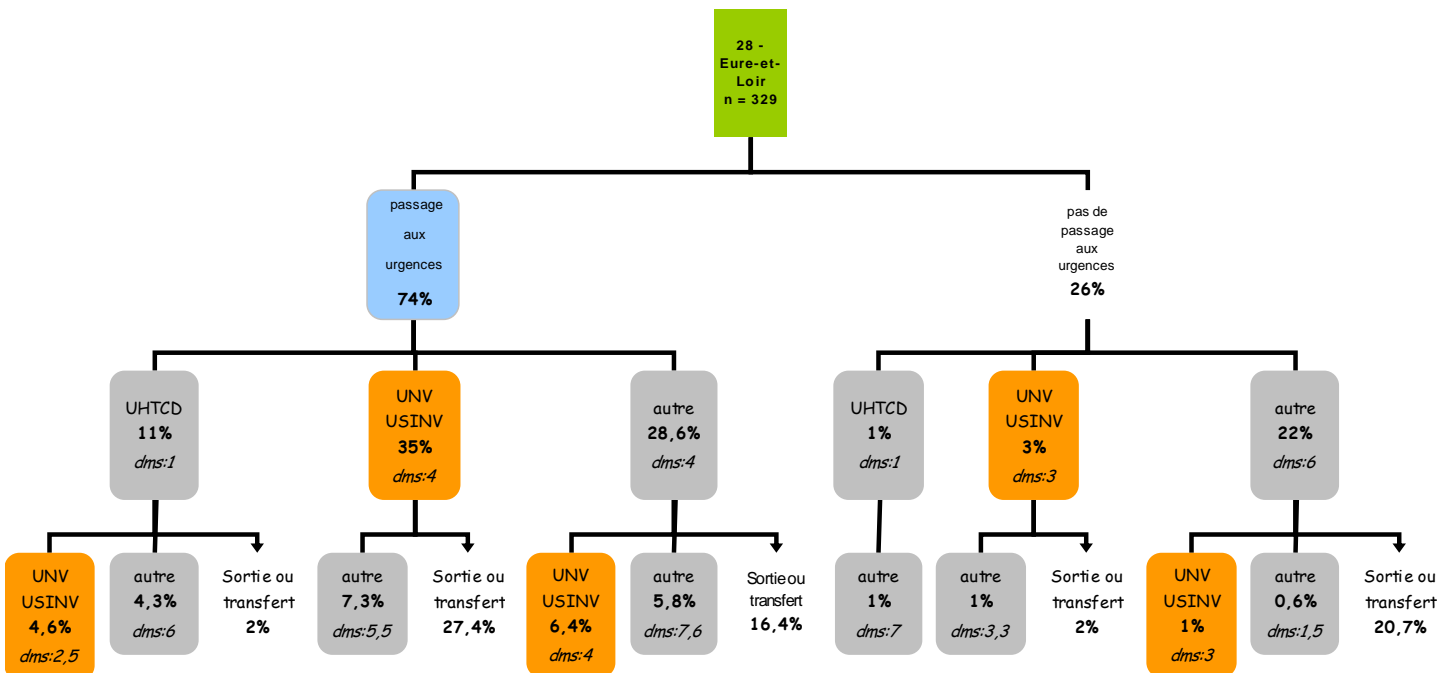 28 -
Eure-et-
Loir
n = 329
passage
aux
urgences
74%
pas de
passage
aux
urgences
26%
UHTCD
11%
dms:1
UNV
USINV
35%
dms:4
autre
28,6%
dms:4
UHTCD
1%
dms:1
UNV
USINV
3%
dms:3
autre
22%
dms:6
UNV
USINV
4,6%
dms:2,5
autre
4,3%
dms:6
Sortie ou
transfert
2%
autre
7,3%
dms:5,5
Sortie ou
transfert
27,4%
UNV
USINV
6,4%
dms:4
autre
5,8%
dms:7,6
Sortie ou
transfert
16,4%
autre
1%
dms:7
autre
1%
dms:3,3
Sortie ou
transfert
2%
UNV
USINV
1%
dms:3
autre
0,6%
dms:1,5
Sortie ou
transfert
20,7%